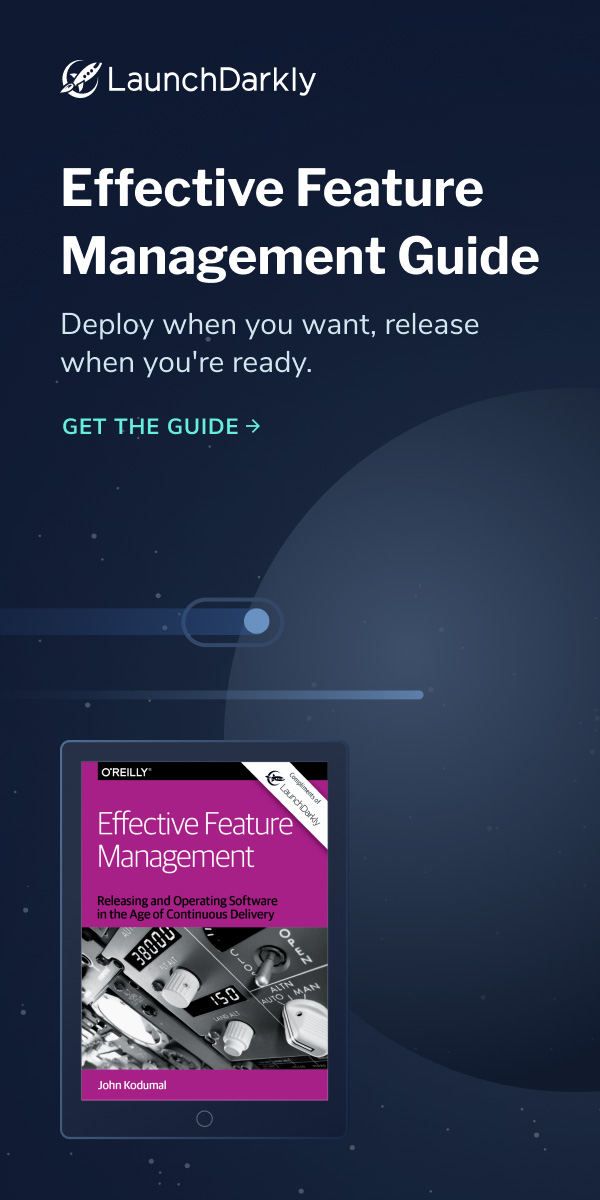 LaunchDarkly
Effective Feature
Management Guide
Deploy when you want, release
when you're ready.
GET THE GUIDE →
O'REILLY®
Compliments of
LaunchDarkly
Effective Feature
Management
Releasing and Operating Software
in the Age of Continuous Delivery
38000
OPEN
ALTN
AUTO
MAN
150
LAND ALT
John Kodumal